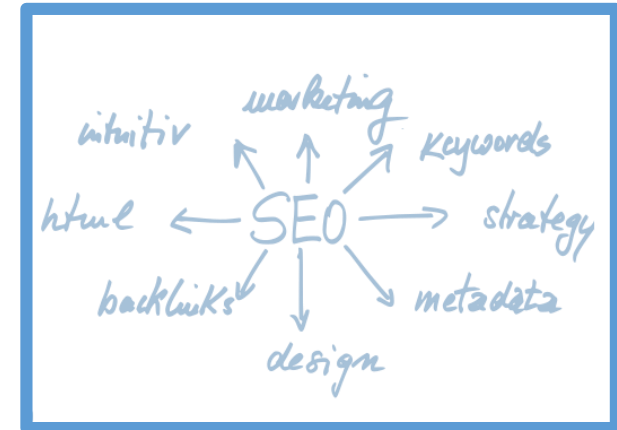 marketing
intuitiv
keywords
html
SEO
strategy
backlinks
metadata
design